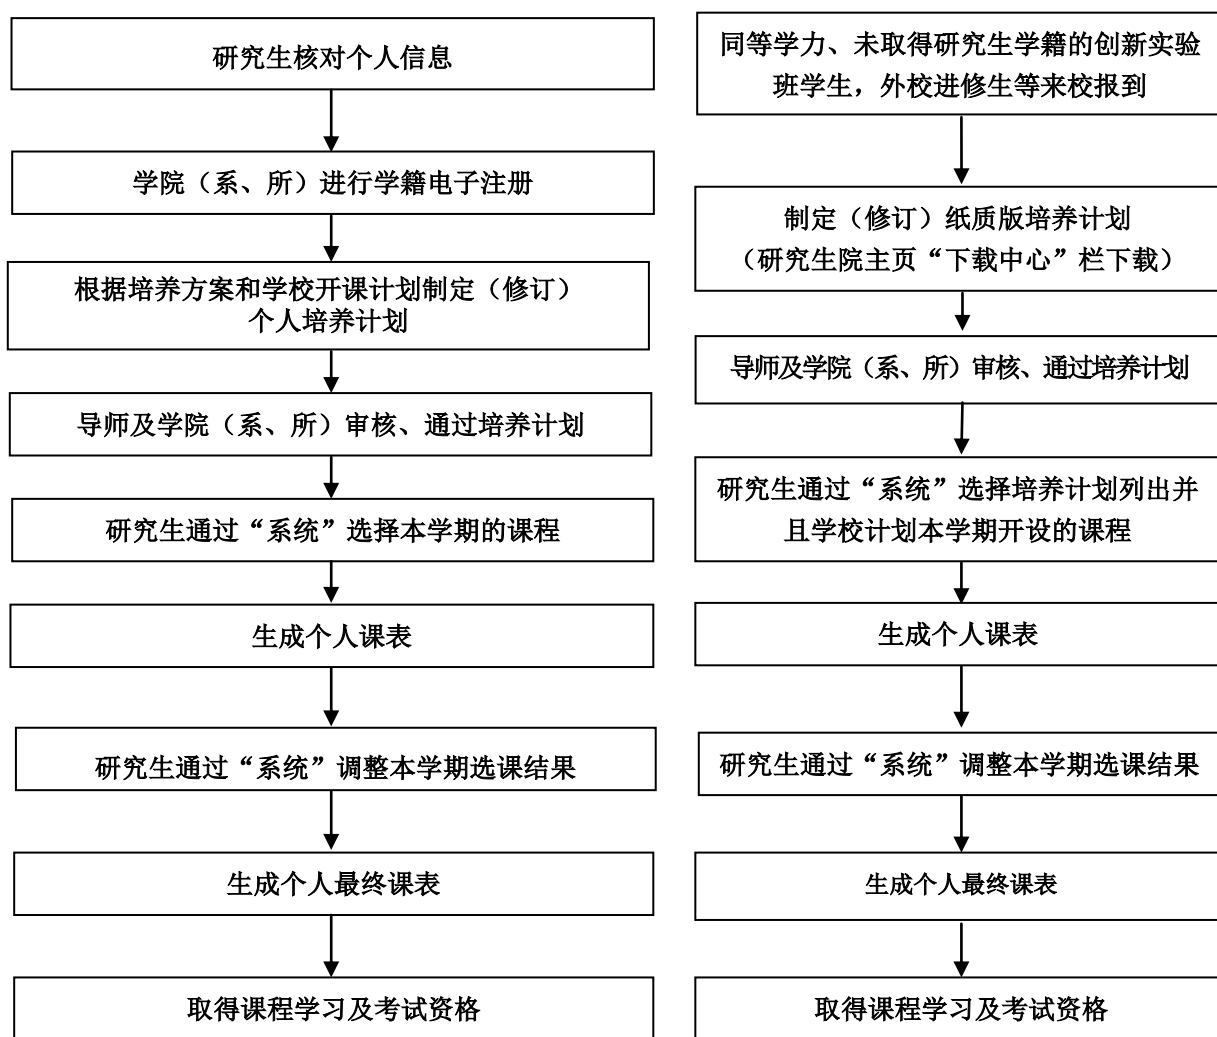 研究生核对个人信息
学院（系、所）进行学籍电子注册
根据培养方案和学校开课计划制定（修订）
个人培养计划
导师及学院（系、所）审核、通过培养计划
研究生通过“系统”选择本学期的课程
生成个人课表
研究生通过“系统”调整本学期选课结果
生成个人最终课表
取得课程学习及考试资格
同等学力、未取得研究生学籍的创新实验
班学生，外校进修生等来校报到
制定（修订）纸质版培养计划
（研究生院主页“下载中心”栏下载）
导师及学院（系、所）审核、通过培养计划
研究生通过“系统”选择培养计划列出并
且学校计划本学期开设的课程
生成个人课表
研究生通过“系统”调整本学期选课结果
生成个人最终课表
取得课程学习及考试资格